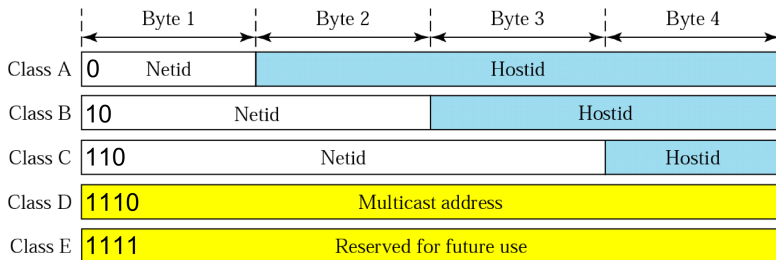 Byte 1 Byte 2 Byte 3 Byte 4
Class A 0 Netid Hostid
Class B 10 Netid Hostid
Class C 110 Netid Hostid
Class D 1110 Multicast address
Class E 1111 Reserved for future use